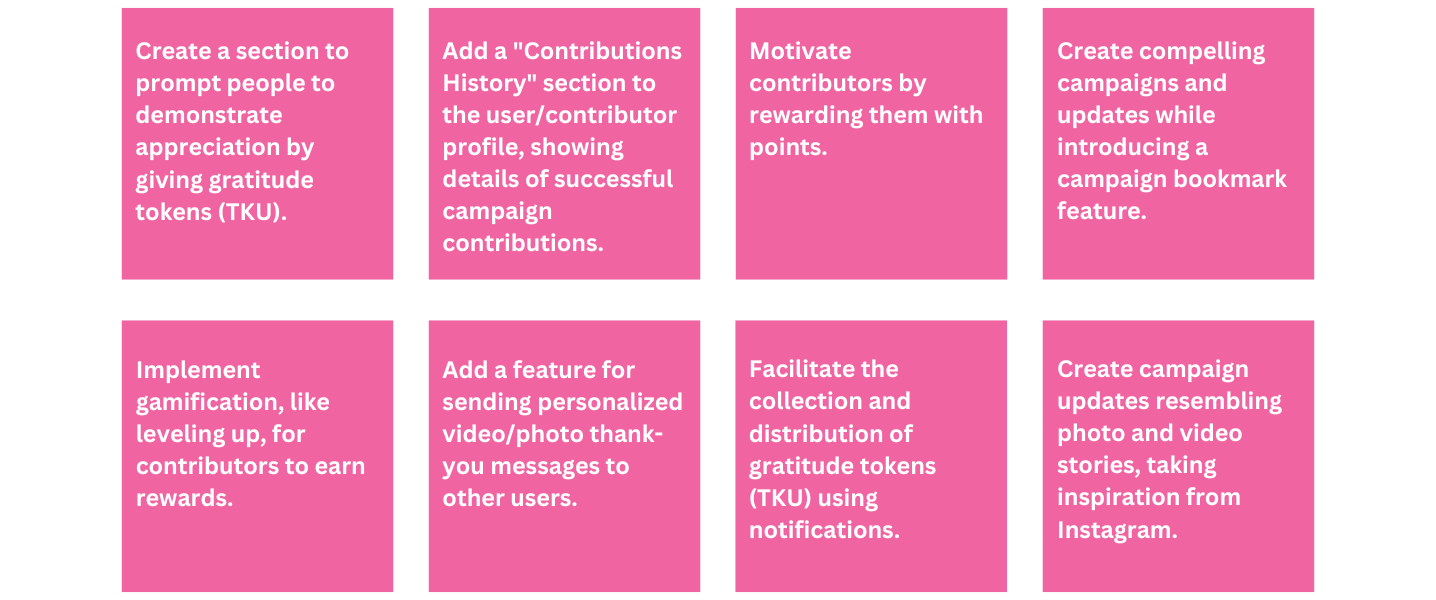 Create a section to
prompt people to
demonstrate
appreciation by
giving gratitude
tokens (TKU).
Add a "Contributions
History" section to
the user/contributor
profile, showing
details of successful
campaign
contributions.
Motivate
contributors by
rewarding them with
points.
Create compelling
campaigns and
updates while
introducing a
campaign bookmark
feature.
Implement
gamification, like
leveling up, for
contributors to earn
rewards.
Add a feature for
sending personalized
video/photo thank-
you messages to
other users.
Facilitate the
collection and
distribution of
gratitude tokens
(TKU) using
notifications.
Create campaign
updates resembling
photo and video
stories, taking
inspiration from
Instagram.